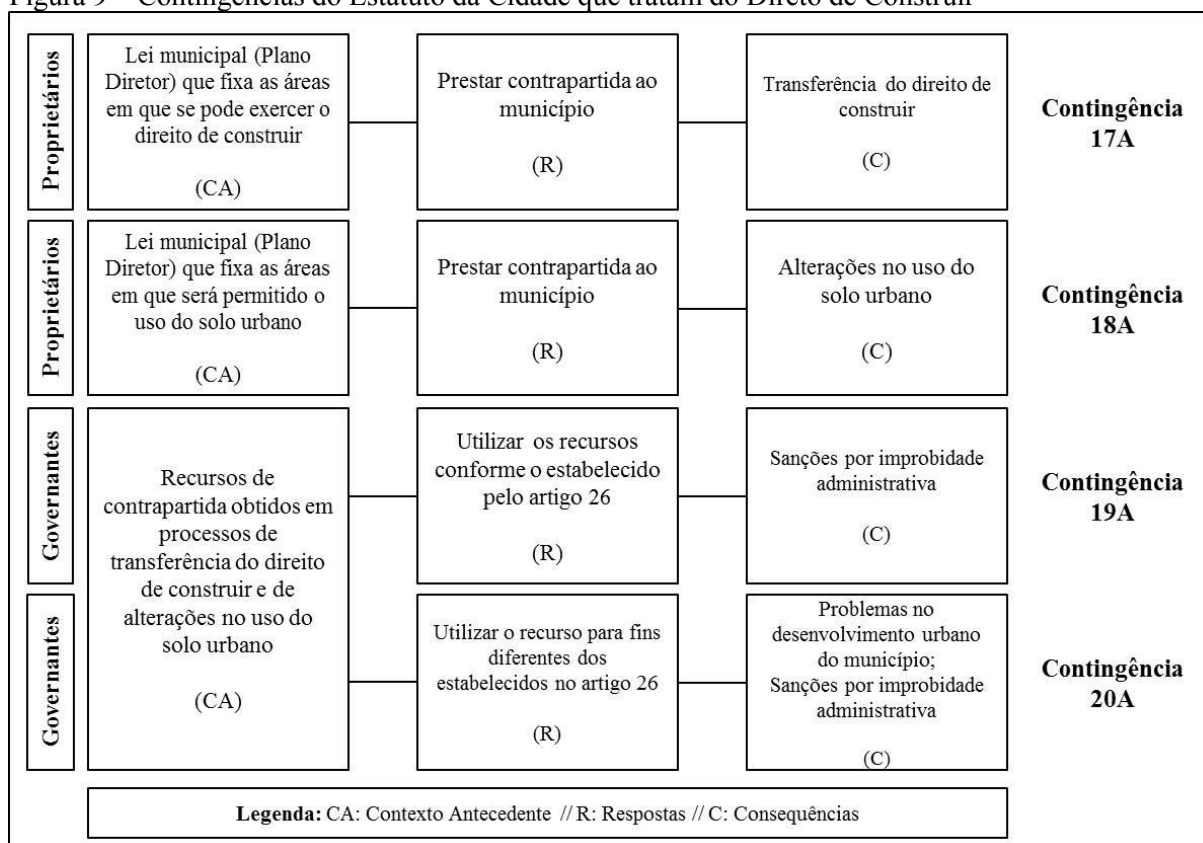 Figura 9 – Contingências do Estatuto da Cidade que tratam do Direto de Construir
Proprietários
Lei municipal (Plano
Diretor) que fixa as áreas
em que se pode exercer o
direito de construir
(CA)
Prestar contrapartida ao
município
(R)
Transferência do direito de
construir
(C)
Contingência
17A
Proprietários
Lei municipal (Plano
Diretor) que fixa as áreas
em que será permitido o
uso do solo urbano
(CA)
Prestar contrapartida ao
município
(R)
Alterações no uso do
solo urbano
(C)
Contingência
18A
Governantes
Recursos de
contrapartida obtidos em
processos de
transferência do direito
de construir e de
alterações no uso do
solo urbano
(CA)
Utilizar os recursos
conforme o estabelecido
pelo artigo 26
(R)
Sanções por improbidade
administrativa
(C)
Contingência
19A
Governantes
Utilizar o recurso para fins
diferentes dos
estabelecidos no artigo 26
(R)
Problemas no
desenvolvimento urbano
do município;
Sanções por improbidade
administrativa
(C)
Contingência
20A
Legenda: CA: Contexto Antecedente // R: Respostas // C: Consequências